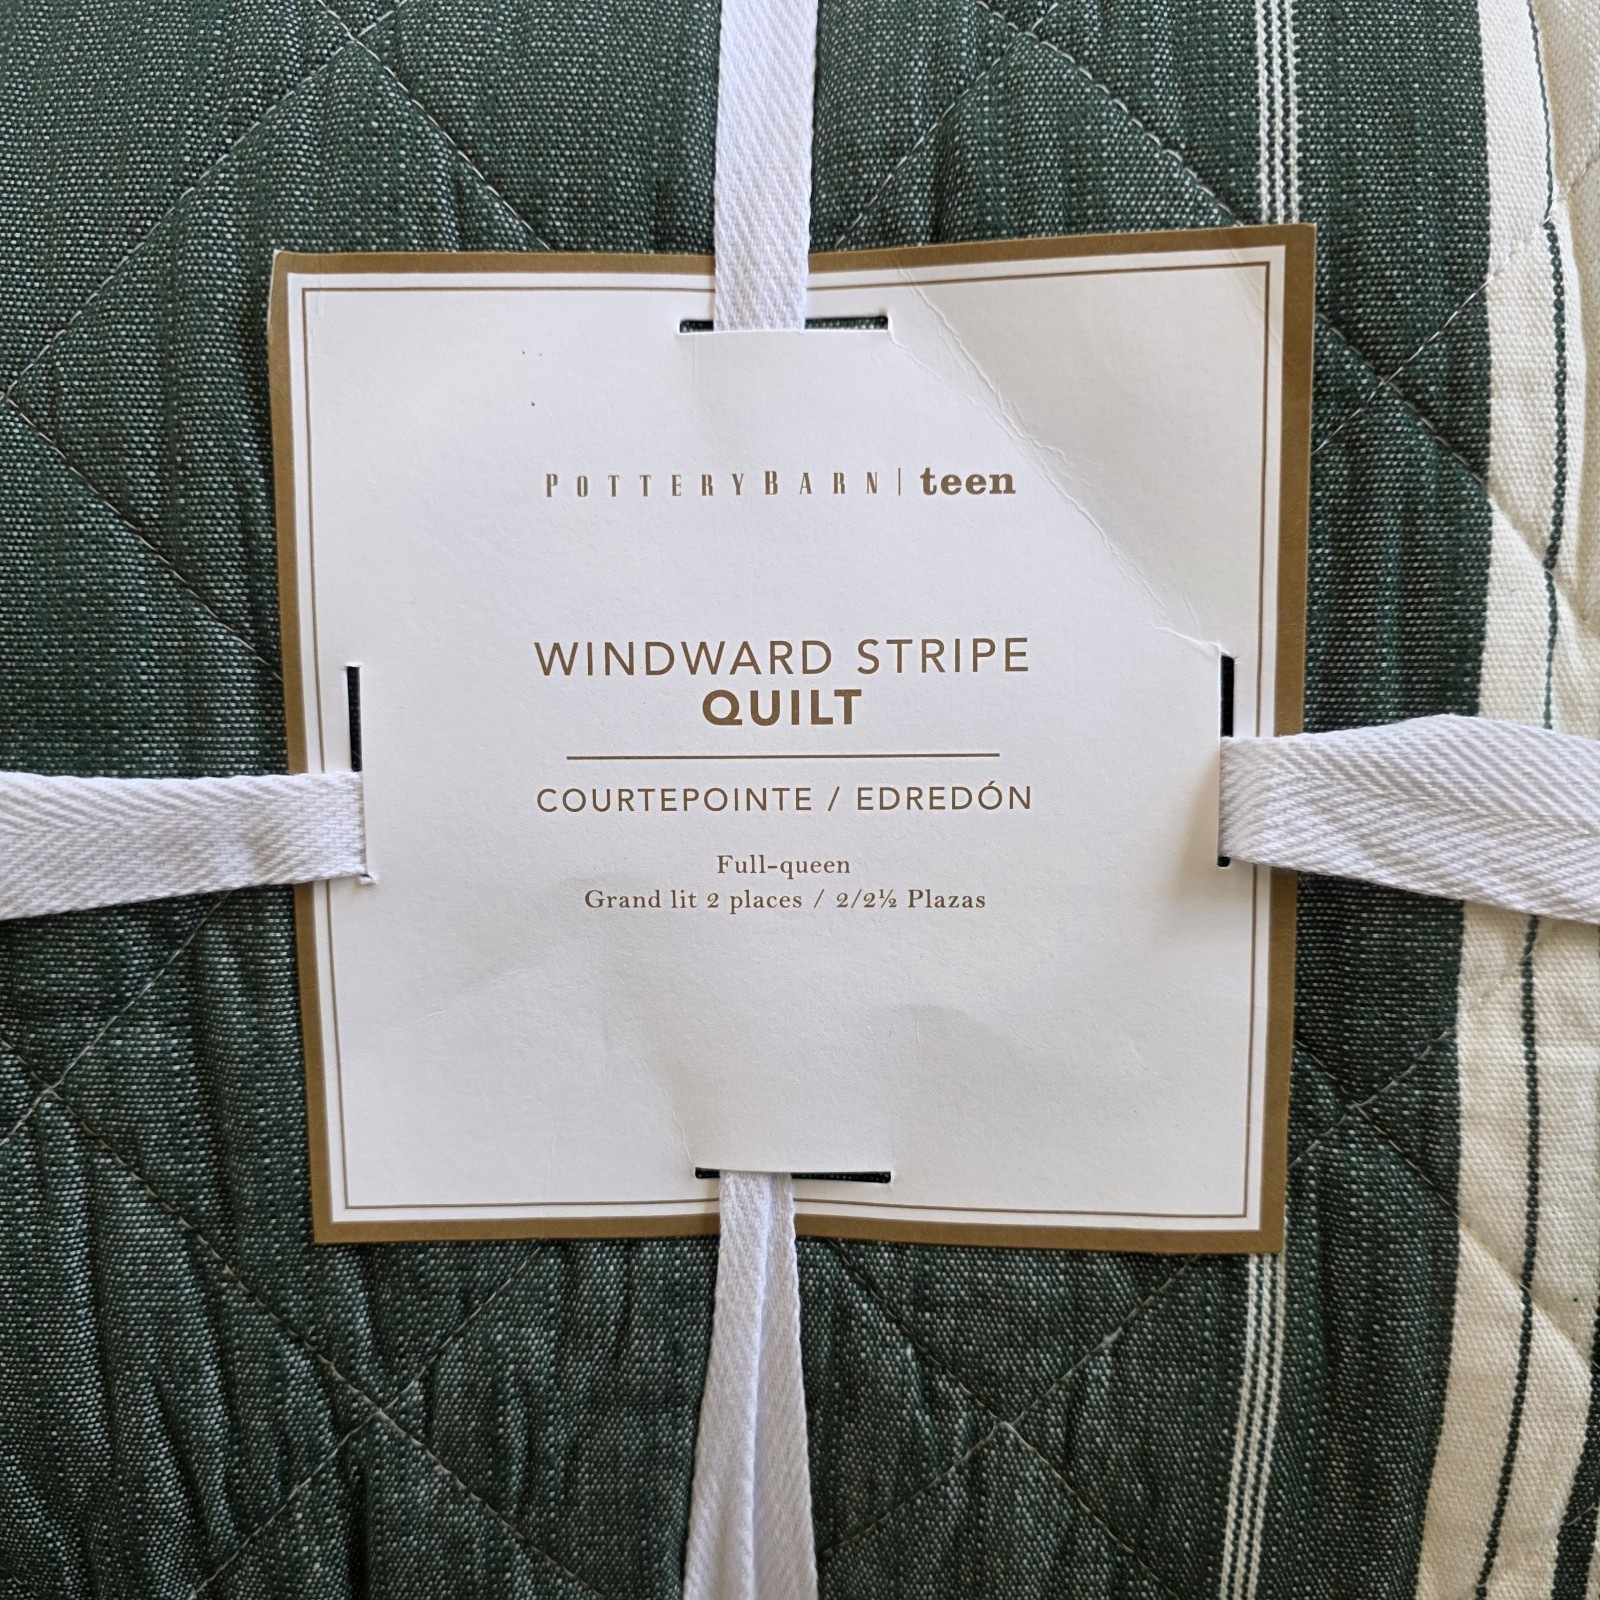 POTTERYBARN | teen
WINDWARD STRIPE
QUILT
COURTEPOINTE / EDREDÓN
Full-queen
Grand lit 2 places / 2/2½ Plazas